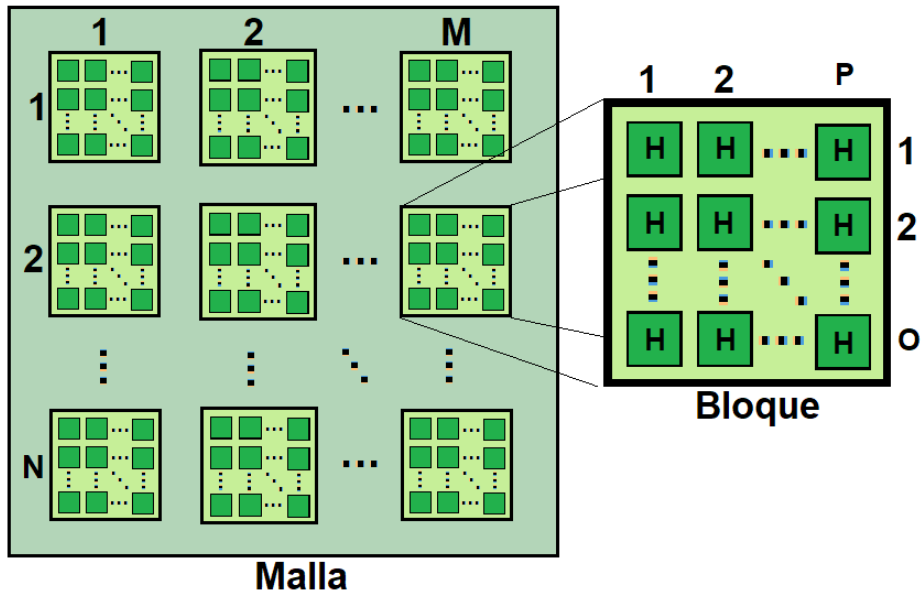 1 2 M
1
2
N
Malla
1 2 P
H H H 1
H H H 2
H H H O
Bloque